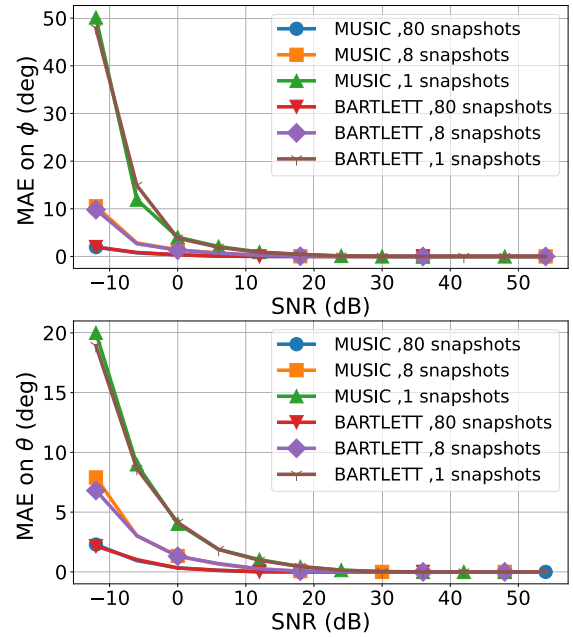 50
40
30
20
10
0
MAE on ϕ (deg)
MUSIC ,80 snapshots
MUSIC ,8 snapshots
MUSIC ,1 snapshots
BARTLETT ,80 snapshots
BARTLETT ,8 snapshots
BARTLETT ,1 snapshots
−10 0 10 20 30 40 50
SNR (dB)
20
15
10
5
0
MAE on θ (deg)
MUSIC ,80 snapshots
MUSIC ,8 snapshots
MUSIC ,1 snapshots
BARTLETT ,80 snapshots
BARTLETT ,8 snapshots
BARTLETT ,1 snapshots
−10 0 10 20 30 40 50
SNR (dB)